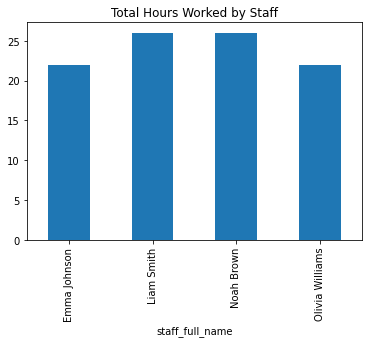 Total Hours Worked by Staff
25
20
15
10
5
0
Emma Johnson
Liam Smith
Noah Brown
Olivia Williams
staff_full_name